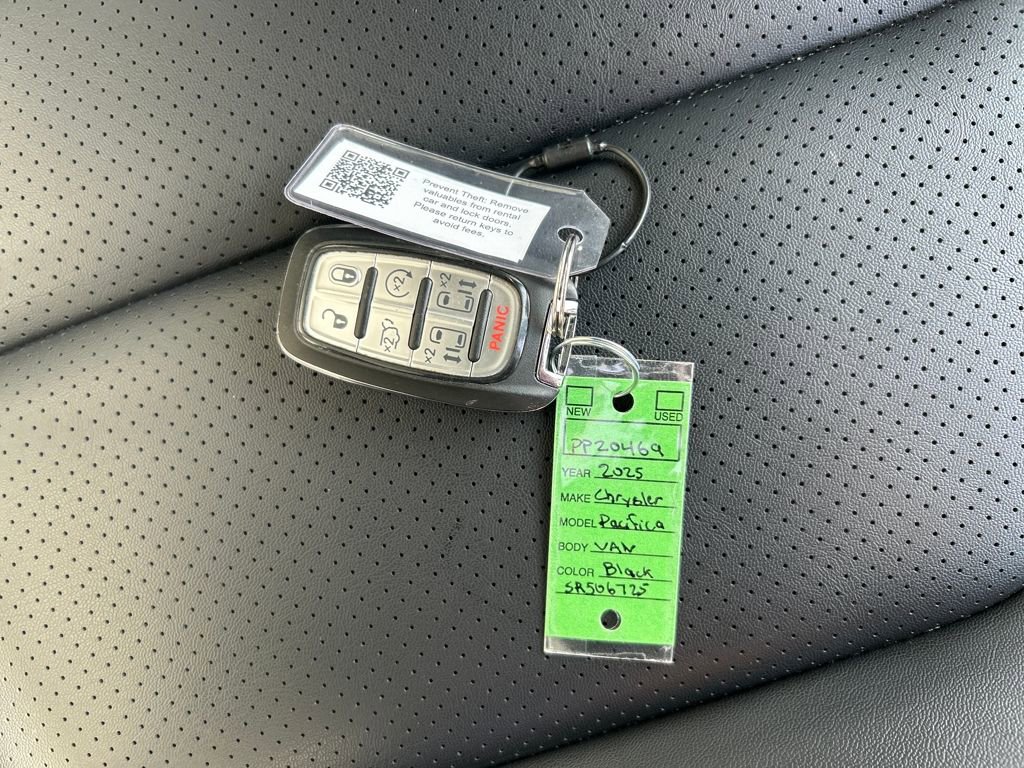 Prevent Theft: Remove
valuables from rental
car and lock doors.
Please return keys to
avoid fees.
x2
x2
x2
x2
PANIC
NEW USED
PP20469
YEAR 2025
MAKE Chrysler
MODEL Pacifica
BODY VAN
COLOR Black
SR506725